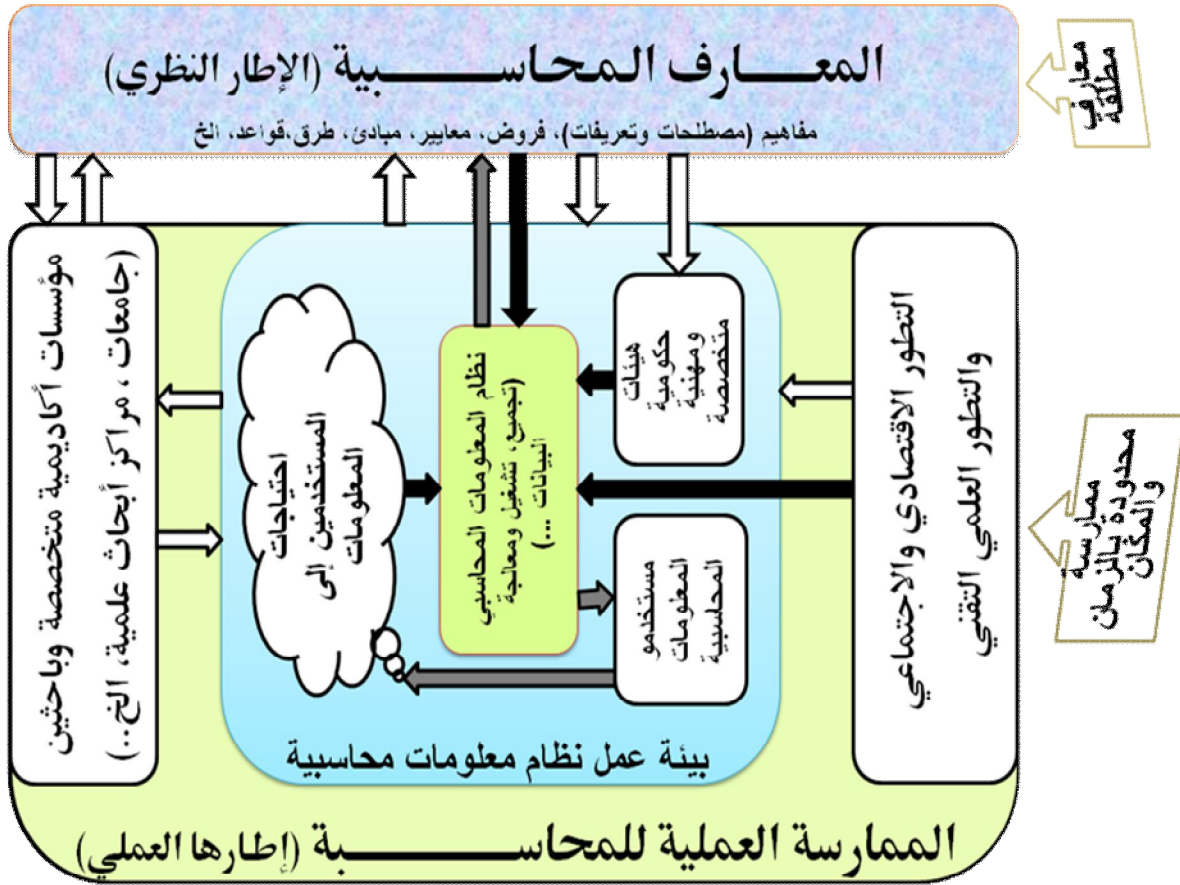 المعـــارف المحاســـــبية (الإطار النظري)
مفاهيم (مصطلحات وتعريفات)، فروض، معايير، مبادئ، طرق،قواعد، الخ
معارف
مطلقة
التطور الاقتصادي والاجتماعي
والتطور العلمي التقني
ممارسة
محدودة بالزمان
والمكان
هيئات
حكومية
ومهنية
متخصصة
نظام المعلومات المحاسبي
(تجميع، تشغيل ومعالجة
البيانات ...)
مستخدمو
المعلومات
المحاسبية
احتياجات
المستخدمين إلى
المعلومات
مؤسسات أكاديمية متخصصة وباحثين
(جامعات، مراكز أبحاث علمية، الخ..)
بيئة عمل نظام معلومات محاسبية
الممارسة العملية للمحاســـــــبة (إطارها العملي)